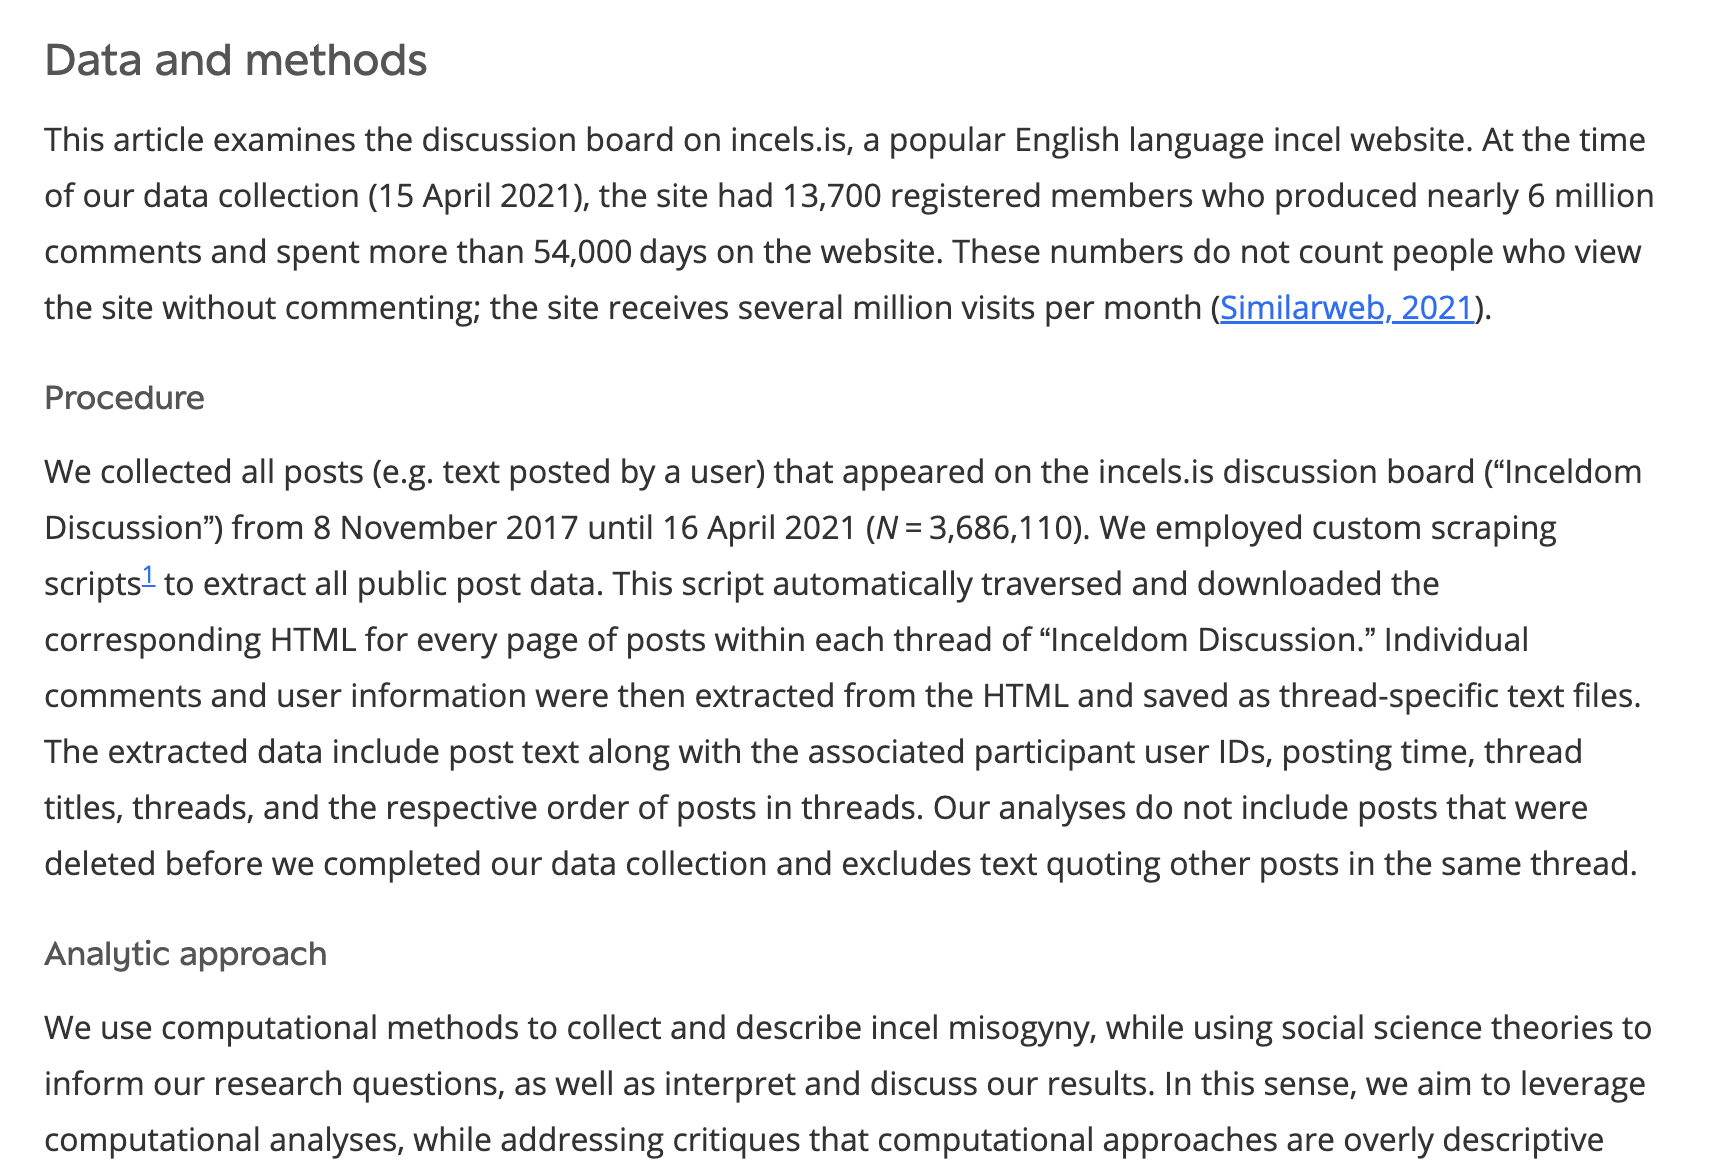 Data and methods
This article examines the discussion board on incels.is, a popular English language incel website. At the time
of our data collection (15 April 2021), the site had 13,700 registered members who produced nearly 6 million
comments and spent more than 54,000 days on the website. These numbers do not count people who view
the site without commenting; the site receives several million visits per month (Similarweb, 2021).
Procedure
We collected all posts (e.g. text posted by a user) that appeared on the incels.is discussion board (“Inceldom
Discussion”) from 8 November 2017 until 16 April 2021 (N = 3,686,110). We employed custom scraping
scripts1 to extract all public post data. This script automatically traversed and downloaded the
corresponding HTML for every page of posts within each thread of “Inceldom Discussion.” Individual
comments and user information were then extracted from the HTML and saved as thread-specific text files.
The extracted data include post text along with the associated participant user IDs, posting time, thread
titles, threads, and the respective order of posts in threads. Our analyses do not include posts that were
deleted before we completed our data collection and excludes text quoting other posts in the same thread.
Analytic approach
We use computational methods to collect and describe incel misogyny, while using social science theories to
inform our research questions, as well as interpret and discuss our results. In this sense, we aim to leverage
computational analyses, while addressing critiques that computational approaches are overly descriptive